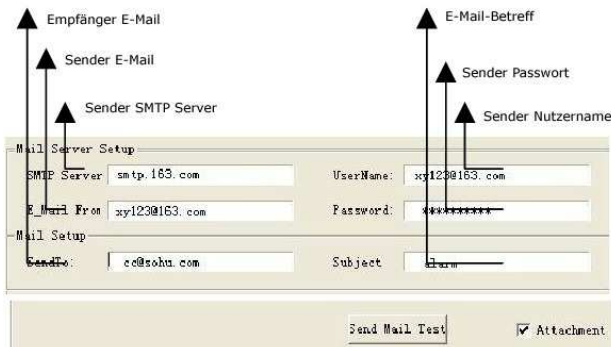 Empfänger E-Mail
E-Mail-Betreff
Sender E-Mail
Sender Passwort
Sender SMTP Server
Sender Nutzername
Mail Server Setup
SMTP Server smtp.163.com UserName: xy123@163.com
E_Mail From xy123@163.com Password: **********
Mail Setup
SendTo: cc@sohu.com Subject alarm
Send Mail Test Attachment